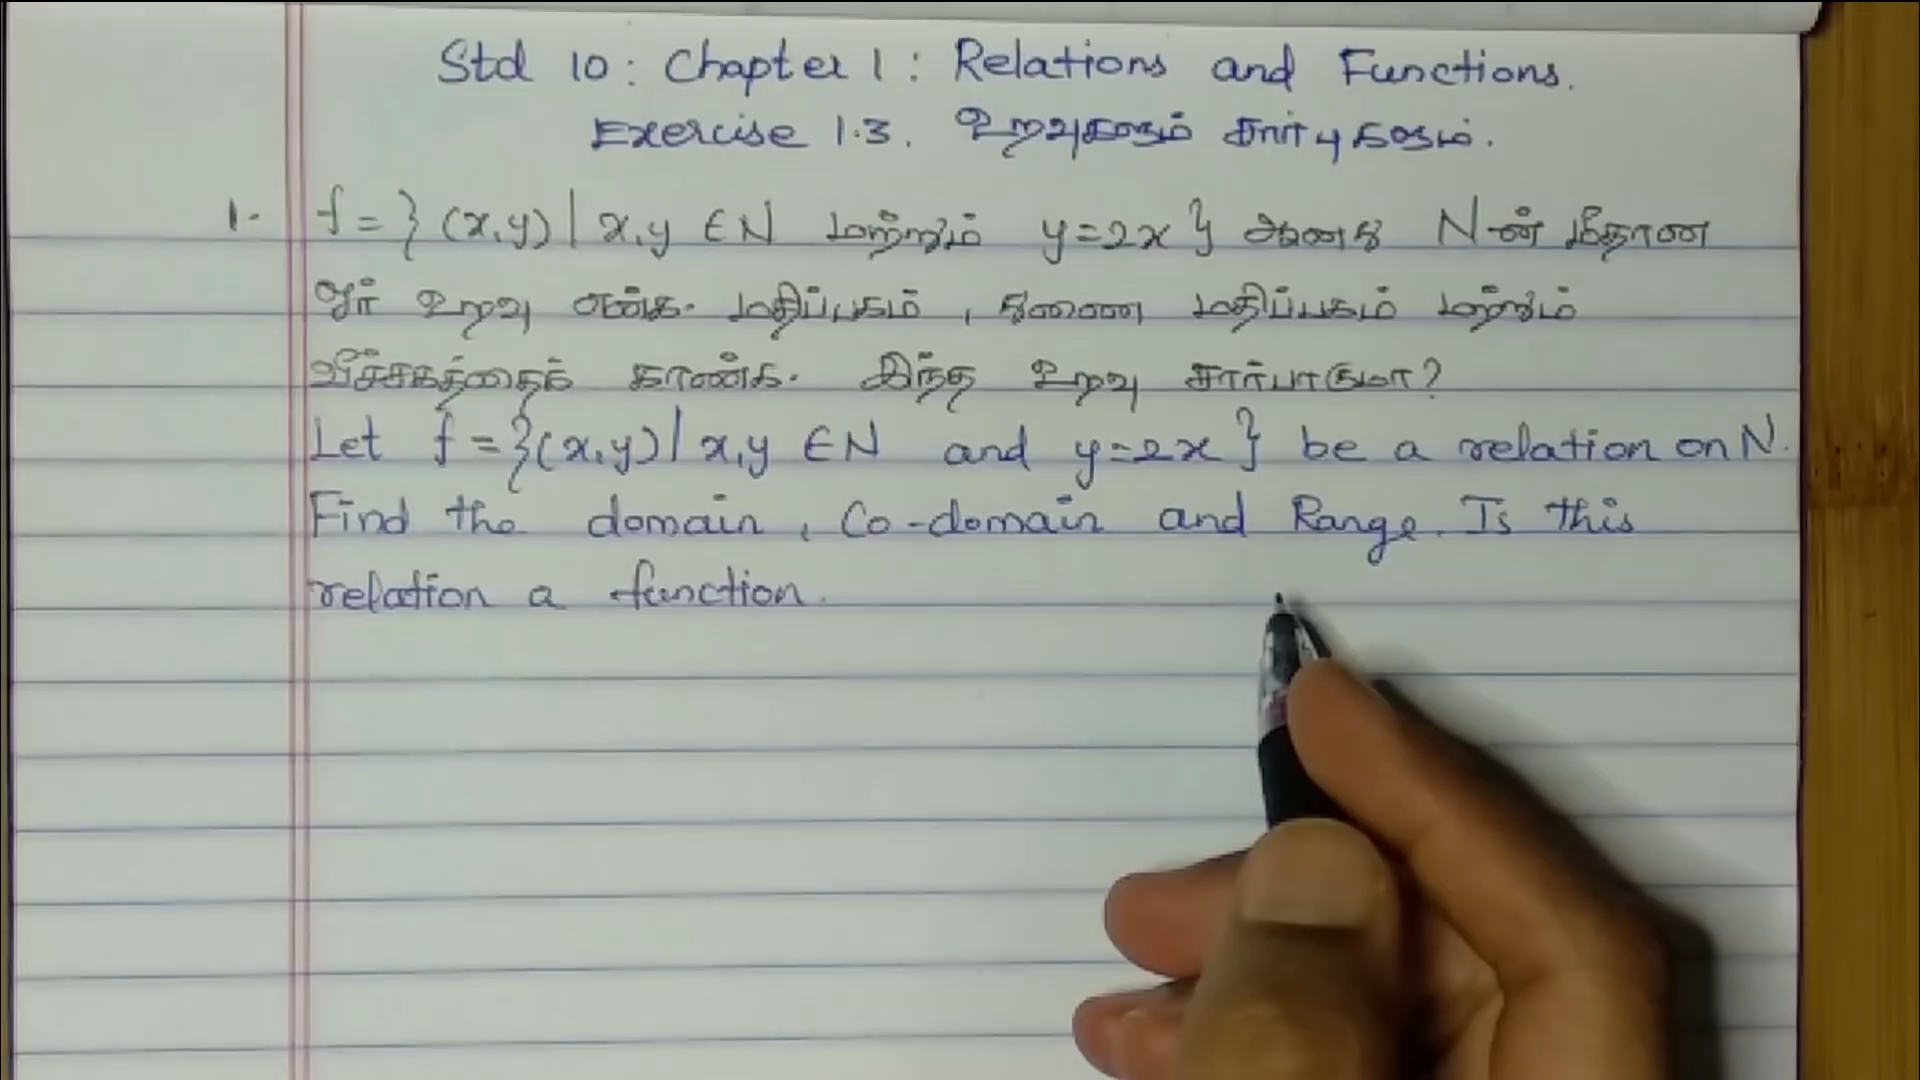 Std 10: Chapter 1: Relations and Functions.
Exercise 1.3. உறவுகளும் சார்புகளும்.
1. f = } (x,y) | x,y ∈ N மற்றும் y=2x } ஆனது N-ன் மீதான
ஓர் உறவு என்க. மதிப்பகம், துணை மதிப்பகம் மற்றும்
வீச்சகத்தைக் காண்க. இந்த உறவு சார்பாகுமா?
Let f = {(x,y) | x,y ∈ N and y=2x } be a relation on N.
Find the domain, Co-domain and Range. Is this
relation a function.